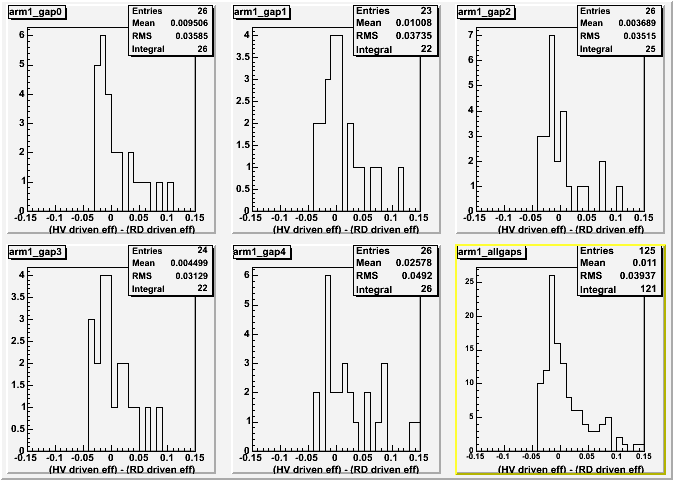 arm1_gap0
Entries 26
Mean 0.009506
RMS 0.03585
Integral 26
6
5
4
3
2
1
0
-0.15 -0.1 -0.05 0 0.05 0.1 0.15
(HV driven eff) - (RD driven eff)
arm1_gap1
Entries 23
Mean 0.01008
RMS 0.03735
Integral 22
4
3.5
3
2.5
2
1.5
1
0.5
0
-0.15 -0.1 -0.05 0 0.05 0.1 0.15
(HV driven eff) - (RD driven eff)
arm1_gap2
Entries 26
Mean 0.003689
RMS 0.03515
Integral 25
7
6
5
4
3
2
1
0
-0.15 -0.1 -0.05 0 0.05 0.1 0.15
(HV driven eff) - (RD driven eff)
arm1_gap3
Entries 24
Mean 0.004499
RMS 0.03129
Integral 22
4
3.5
3
2.5
2
1.5
1
0.5
0
-0.15 -0.1 -0.05 0 0.05 0.1 0.15
(HV driven eff) - (RD driven eff)
arm1_gap4
Entries 26
Mean 0.02578
RMS 0.0492
Integral 26
6
5
4
3
2
1
0
-0.15 -0.1 -0.05 0 0.05 0.1 0.15
(HV driven eff) - (RD driven eff)
arm1_allgaps
Entries 125
Mean 0.011
RMS 0.03937
Integral 121
25
20
15
10
5
0
-0.15 -0.1 -0.05 0 0.05 0.1 0.15
(HV driven eff) - (RD driven eff)